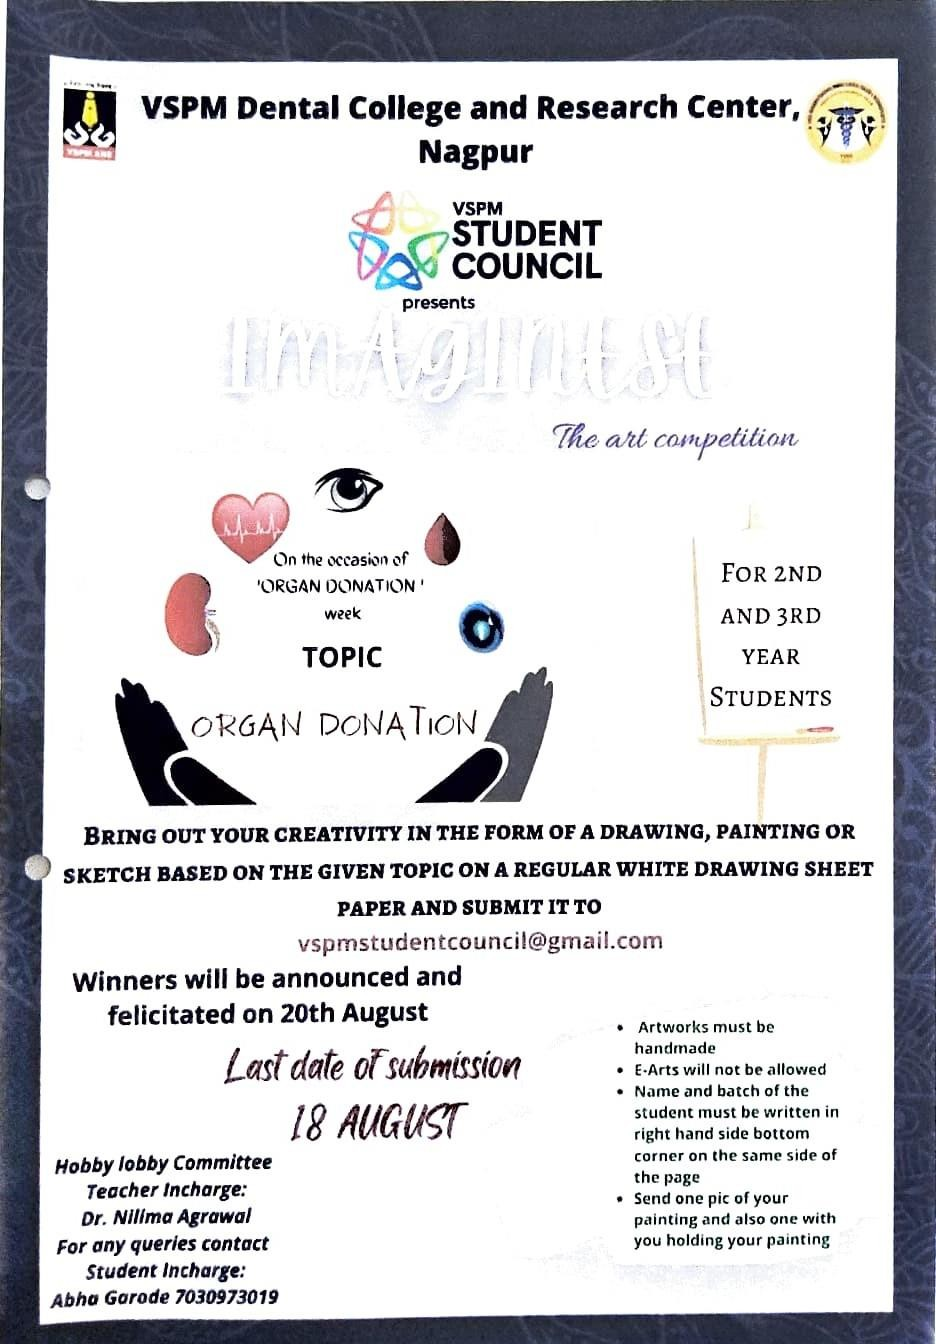 VSPM Dental College and Research Center,
Nagpur
VSPM
STUDENT
COUNCIL
presents
IMAGINESE
The art competition
On the occasion of
'ORGAN DONATION '
week
TOPIC
ORGAN DONATION
FOR 2ND
AND 3RD
YEAR
STUDENTS
BRING OUT YOUR CREATIVITY IN THE FORM OF A DRAWING, PAINTING OR
SKETCH BASED ON THE GIVEN TOPIC ON A REGULAR WHITE DRAWING SHEET
PAPER AND SUBMIT IT TO
vspmstudentcouncil@gmail.com
Winners will be announced and
felicitated on 20th August
Last date of submission
18 AUGUST
• Artworks must be
handmade
• E-Arts will not be allowed
• Name and batch of the
student must be written in
right hand side bottom
corner on the same side of
the page
• Send one pic of your
painting and also one with
you holding your painting
Hobby lobby Committee
Teacher Incharge:
Dr. Nilima Agrawal
For any queries contact
Student Incharge:
Abha Garode 7030973019